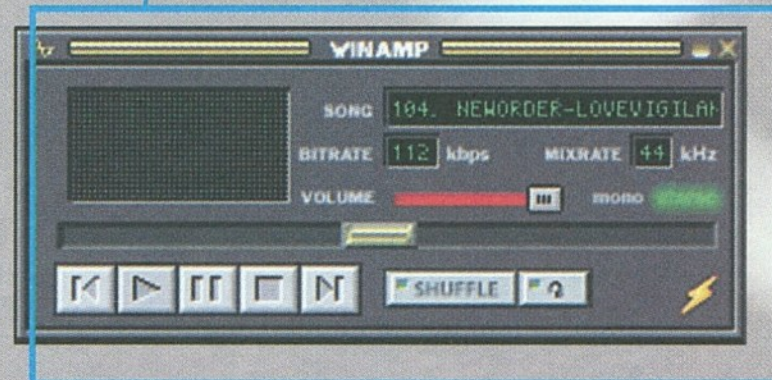 WINAMP
SONG 104. NEWORDER-LOVEVIGILAN
BITRATE 112 kbps MIXRATE 44 kHz
VOLUME mono
SHUFFLE